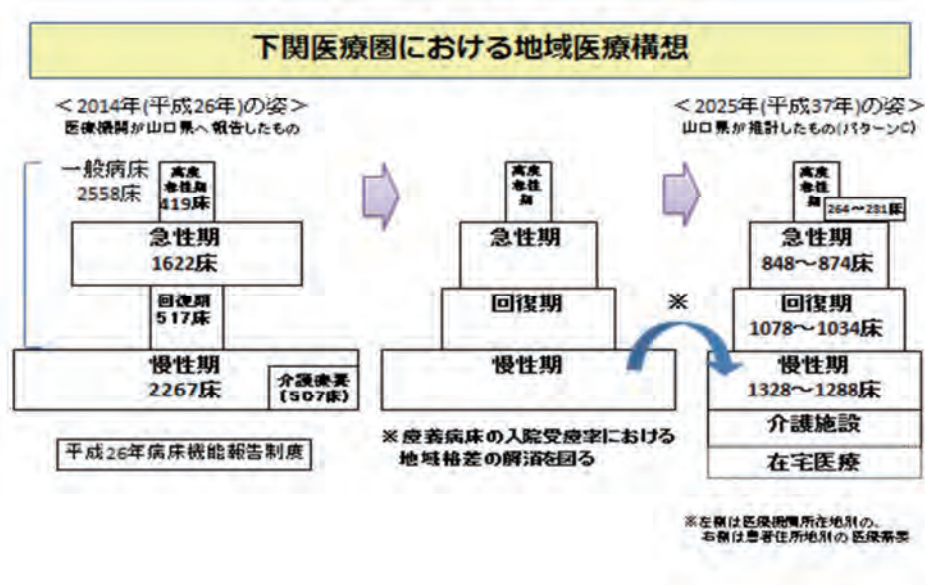 下関医療圏における地域医療構想
＜2014年(平成26年)の姿＞
医療機関が山口県へ報告したもの
一般病床
2558床
高度
急性期
419床
急性期
1622床
回復期
517床
慢性期
2267床
介護療養
(507床)
平成26年病床機能報告制度
高度
急性
期
急性期
回復期
慢性期
※療養病床の入院受療率における
地域格差の解消を図る
※
＜2025年(平成37年)の姿＞
山口県が推計したもの(パターンC)
高度
急性
期
264～281床
急性期
848～874床
回復期
1078～1034床
慢性期
1328～1288床
介護施設
在宅医療
※左側は医療機関所在地別の、
右側は患者住所地別の医療需要